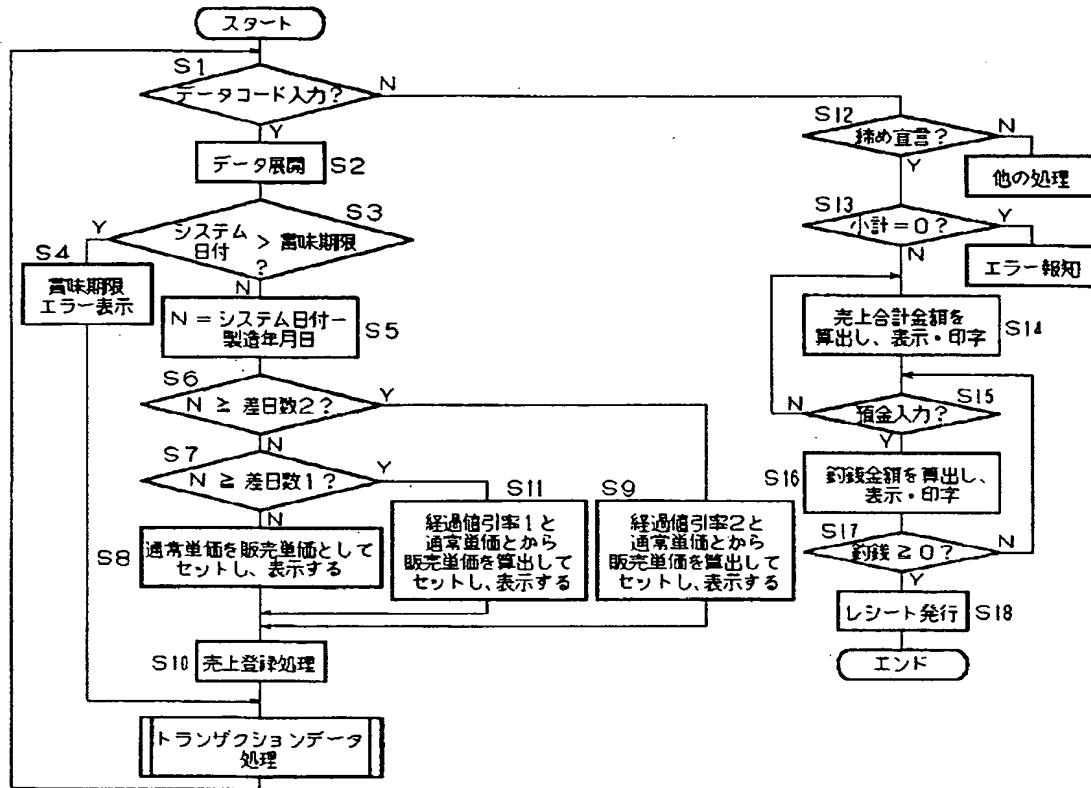 スタート
S1
データコード入力?
N
Y
データ展開
S2
S3
システム
日付 > 賞味期限
?
Y
N
S4
賞味期限
エラー表示
N=システム日付-
製造年月日
S5
S6
N ≧ 差日数2?
Y
N
S7
N ≧ 差日数1?
Y
N
S8
通常単価を販売単価として
セットし、表示する
S11
経過値引率1と
通常単価とから
販売単価を算出して
セットし、表示する
S9
経過値引率2と
通常単価とから
販売単価を算出して
セットし、表示する
S10
売上登録処理
トランザクションデータ
処理
S12
締め宣言?
N
Y
他の処理
S13
小計=0?
Y
N
エラー報知
売上合計金額を
算出し、表示・印字
S14
S15
預金入力?
N
Y
S16
釣銭金額を算出し、
表示・印字
S17
釣銭≧0?
N
Y
レシート発行
S18
エンド